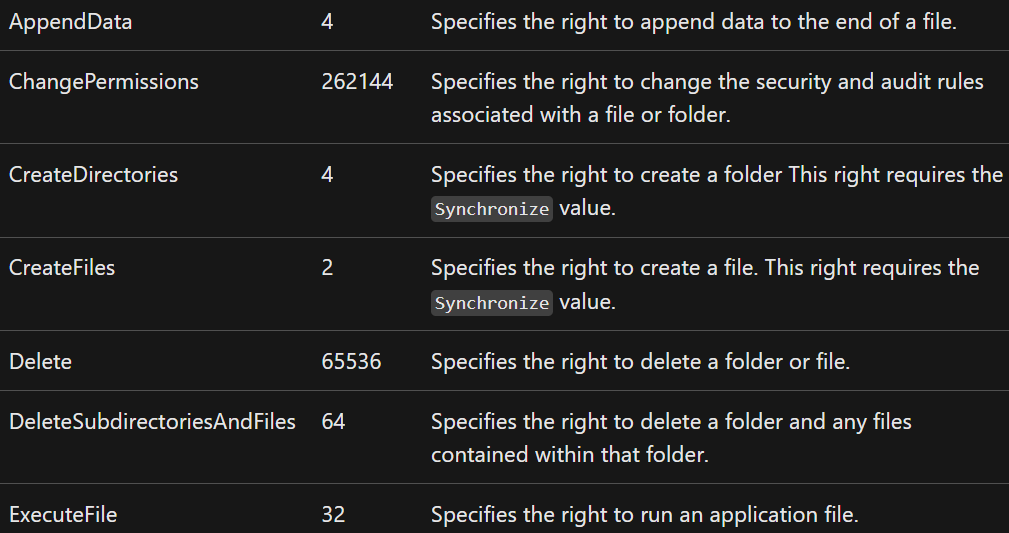 AppendData 4 Specifies the right to append data to the end of a file.
ChangePermissions 262144 Specifies the right to change the security and audit rules
associated with a file or folder.
CreateDirectories 4 Specifies the right to create a folder This right requires the
Synchronize value.
CreateFiles 2 Specifies the right to create a file. This right requires the
Synchronize value.
Delete 65536 Specifies the right to delete a folder or file.
DeleteSubdirectoriesAndFiles 64 Specifies the right to delete a folder and any files
contained within that folder.
ExecuteFile 32 Specifies the right to run an application file.